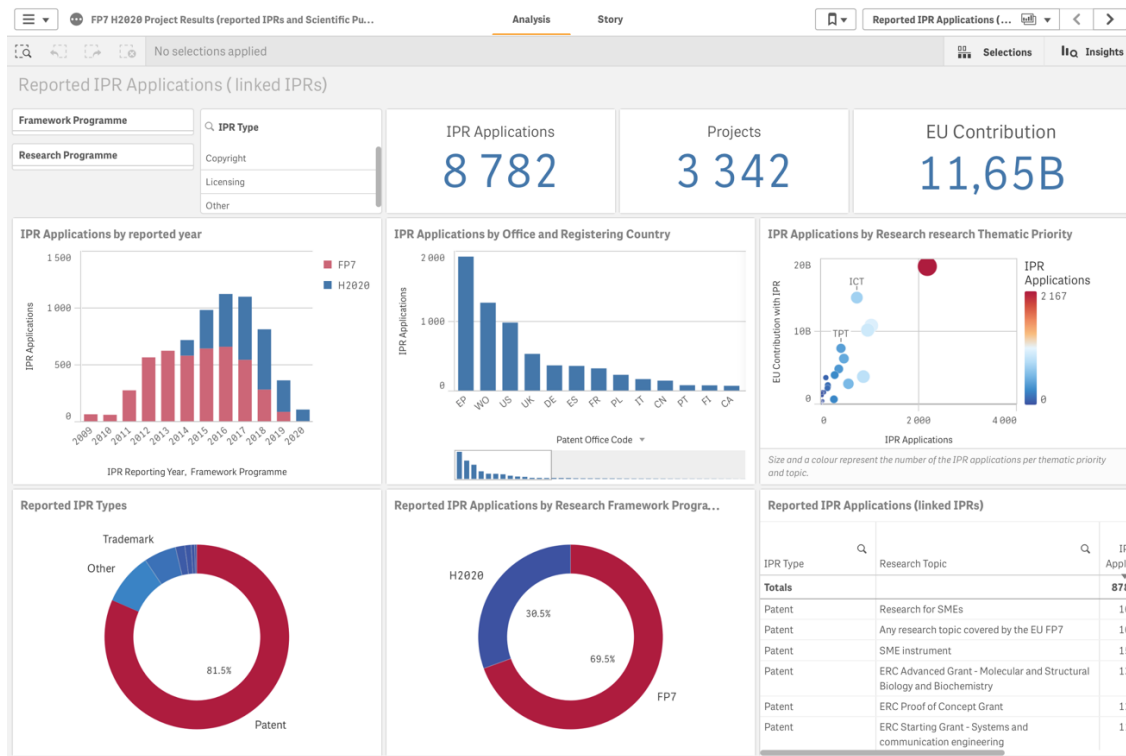 FP7 H2020 Project Results (reported IPRs and Scientific Pu...
Analysis
Story
Reported IPR Applications (...
No selections applied
Selections
Insights
Reported IPR Applications ( linked IPRs)
Framework Programme
Research Programme
IPR Type
Copyright
Licensing
Other
IPR Applications
8 782
Projects
3 342
EU Contribution
11,65B
IPR Applications by reported year
1 500
1 000
500
0
IPR Applications
2009
2010
2011
2012
2013
2014
2015
2016
2017
2018
2019
2020
IPR Reporting Year, Framework Programme
FP7
H2020
IPR Applications by Office and Registering Country
2 000
1 000
0
IPR Applications
EP
WO
US
UK
DE
ES
FR
PL
IT
CN
PT
FI
CA
Patent Office Code
IPR Applications by Research research Thematic Priority
20B
10B
0
EU Contribution with IPR
ICT
TPT
0
2 000
4 000
IPR Applications
IPR
Applications
2 167
0
Size and a colour represent the number of the IPR applications per thematic priority
and topic.
Reported IPR Types
Trademark
Other
81.5%
Patent
Reported IPR Applications by Research Framework Progra...
H2020
30.5%
69.5%
FP7
Reported IPR Applications (linked IPRs)
IPR Type
Research Topic
Totals
Patent
Research for SMEs
Patent
Any research topic covered by the EU FP7
Patent
SME instrument
Patent
ERC Advanced Grant - Molecular and Structural
Biology and Biochemistry
Patent
ERC Proof of Concept Grant
Patent
ERC Starting Grant - Systems and
communication engineering